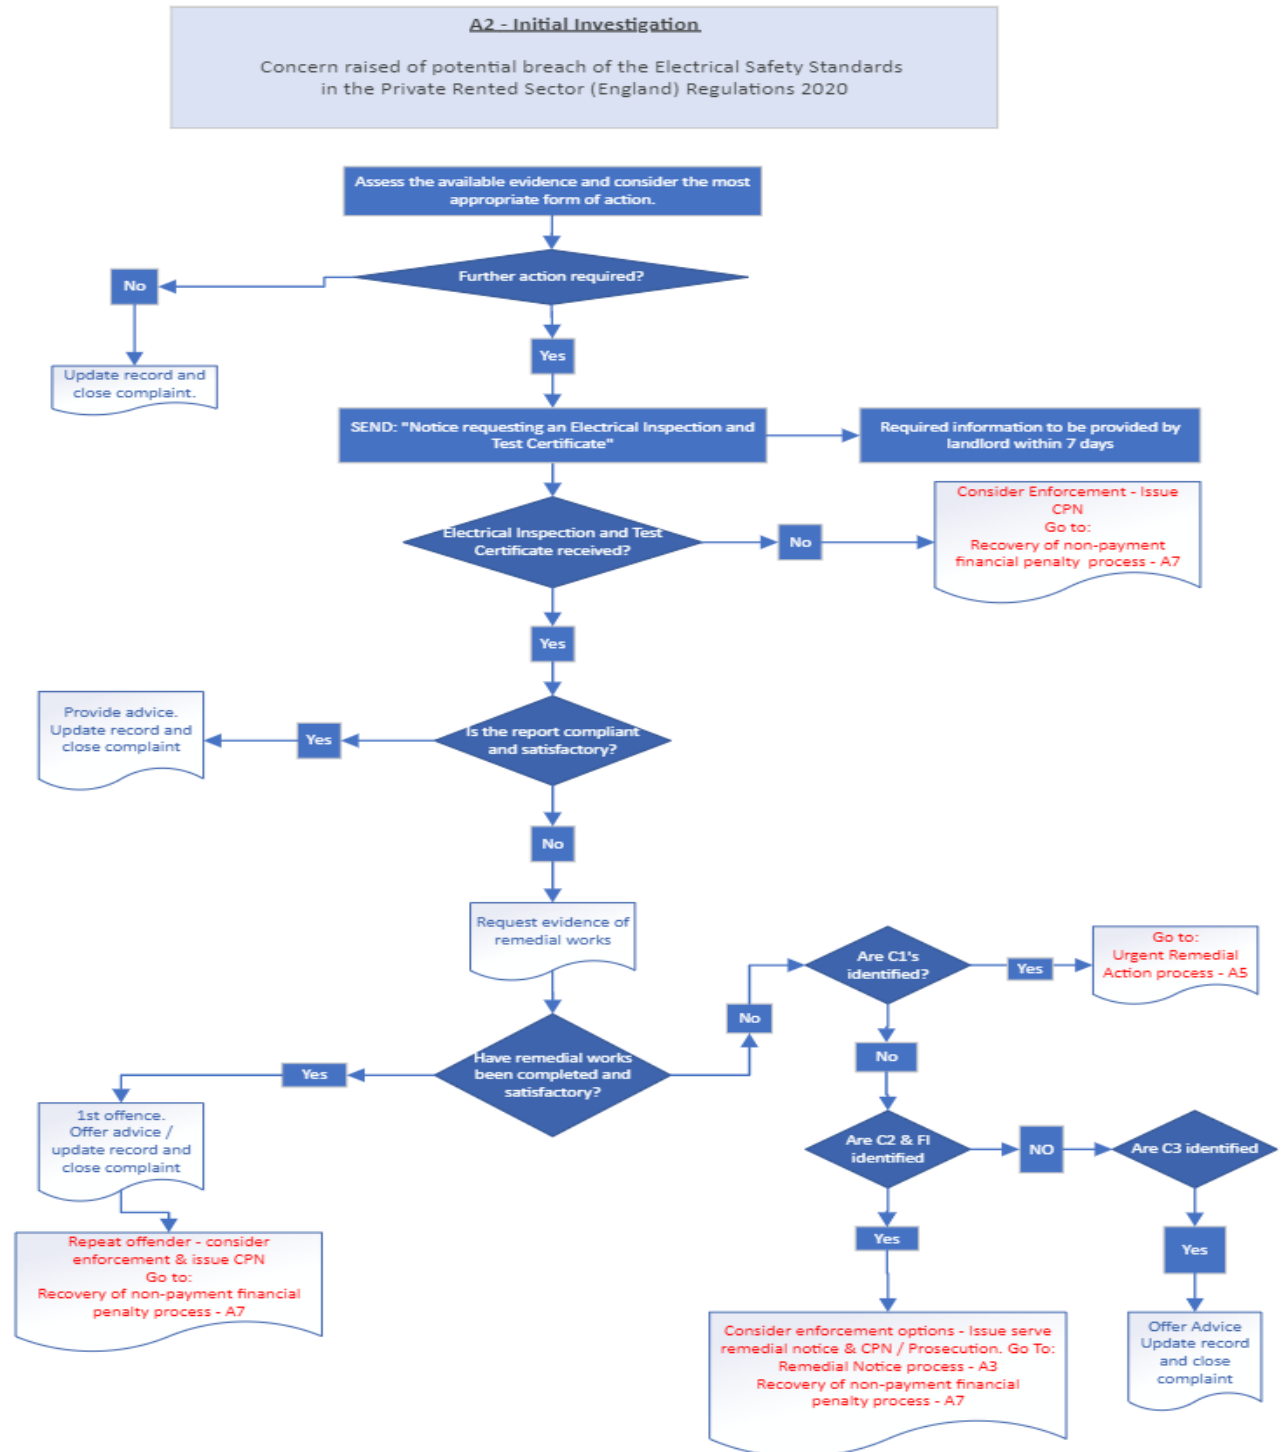 A2 - Initial Investigation
Concern raised of potential breach of the Electrical Safety Standards
in the Private Rented Sector (England) Regulations 2020
Assess the available evidence and consider the most
appropriate form of action.
Further action required?
No
Update record and
close complaint.
Yes
SEND: "Notice requesting an Electrical Inspection and
Test Certificate"
Required information to be provided by
landlord within 7 days
Electrical Inspection and Test
Certificate received?
No
Consider Enforcement - Issue
CPN
Go to:
Recovery of non-payment
financial penalty process - A7
Yes
Is the report compliant
and satisfactory?
Yes
Provide advice.
Update record and
close complaint
No
Request evidence of
remedial works
Have remedial works
been completed and
satisfactory?
Yes
1st offence.
Offer advice /
update record and
close complaint
Repeat offender - consider
enforcement & issue CPN
Go to:
Recovery of non-payment financial
penalty process - A7
No
Are C1's
identified?
Yes
Go to:
Urgent Remedial
Action process - A5
No
Are C2 & FI
identified
NO
Are C3 identified
Yes
Consider enforcement options - Issue serve
remedial notice & CPN / Prosecution. Go To:
Remedial Notice process - A3
Recovery of non-payment financial
penalty process - A7
Yes
Offer Advice
Update record
and close
complaint